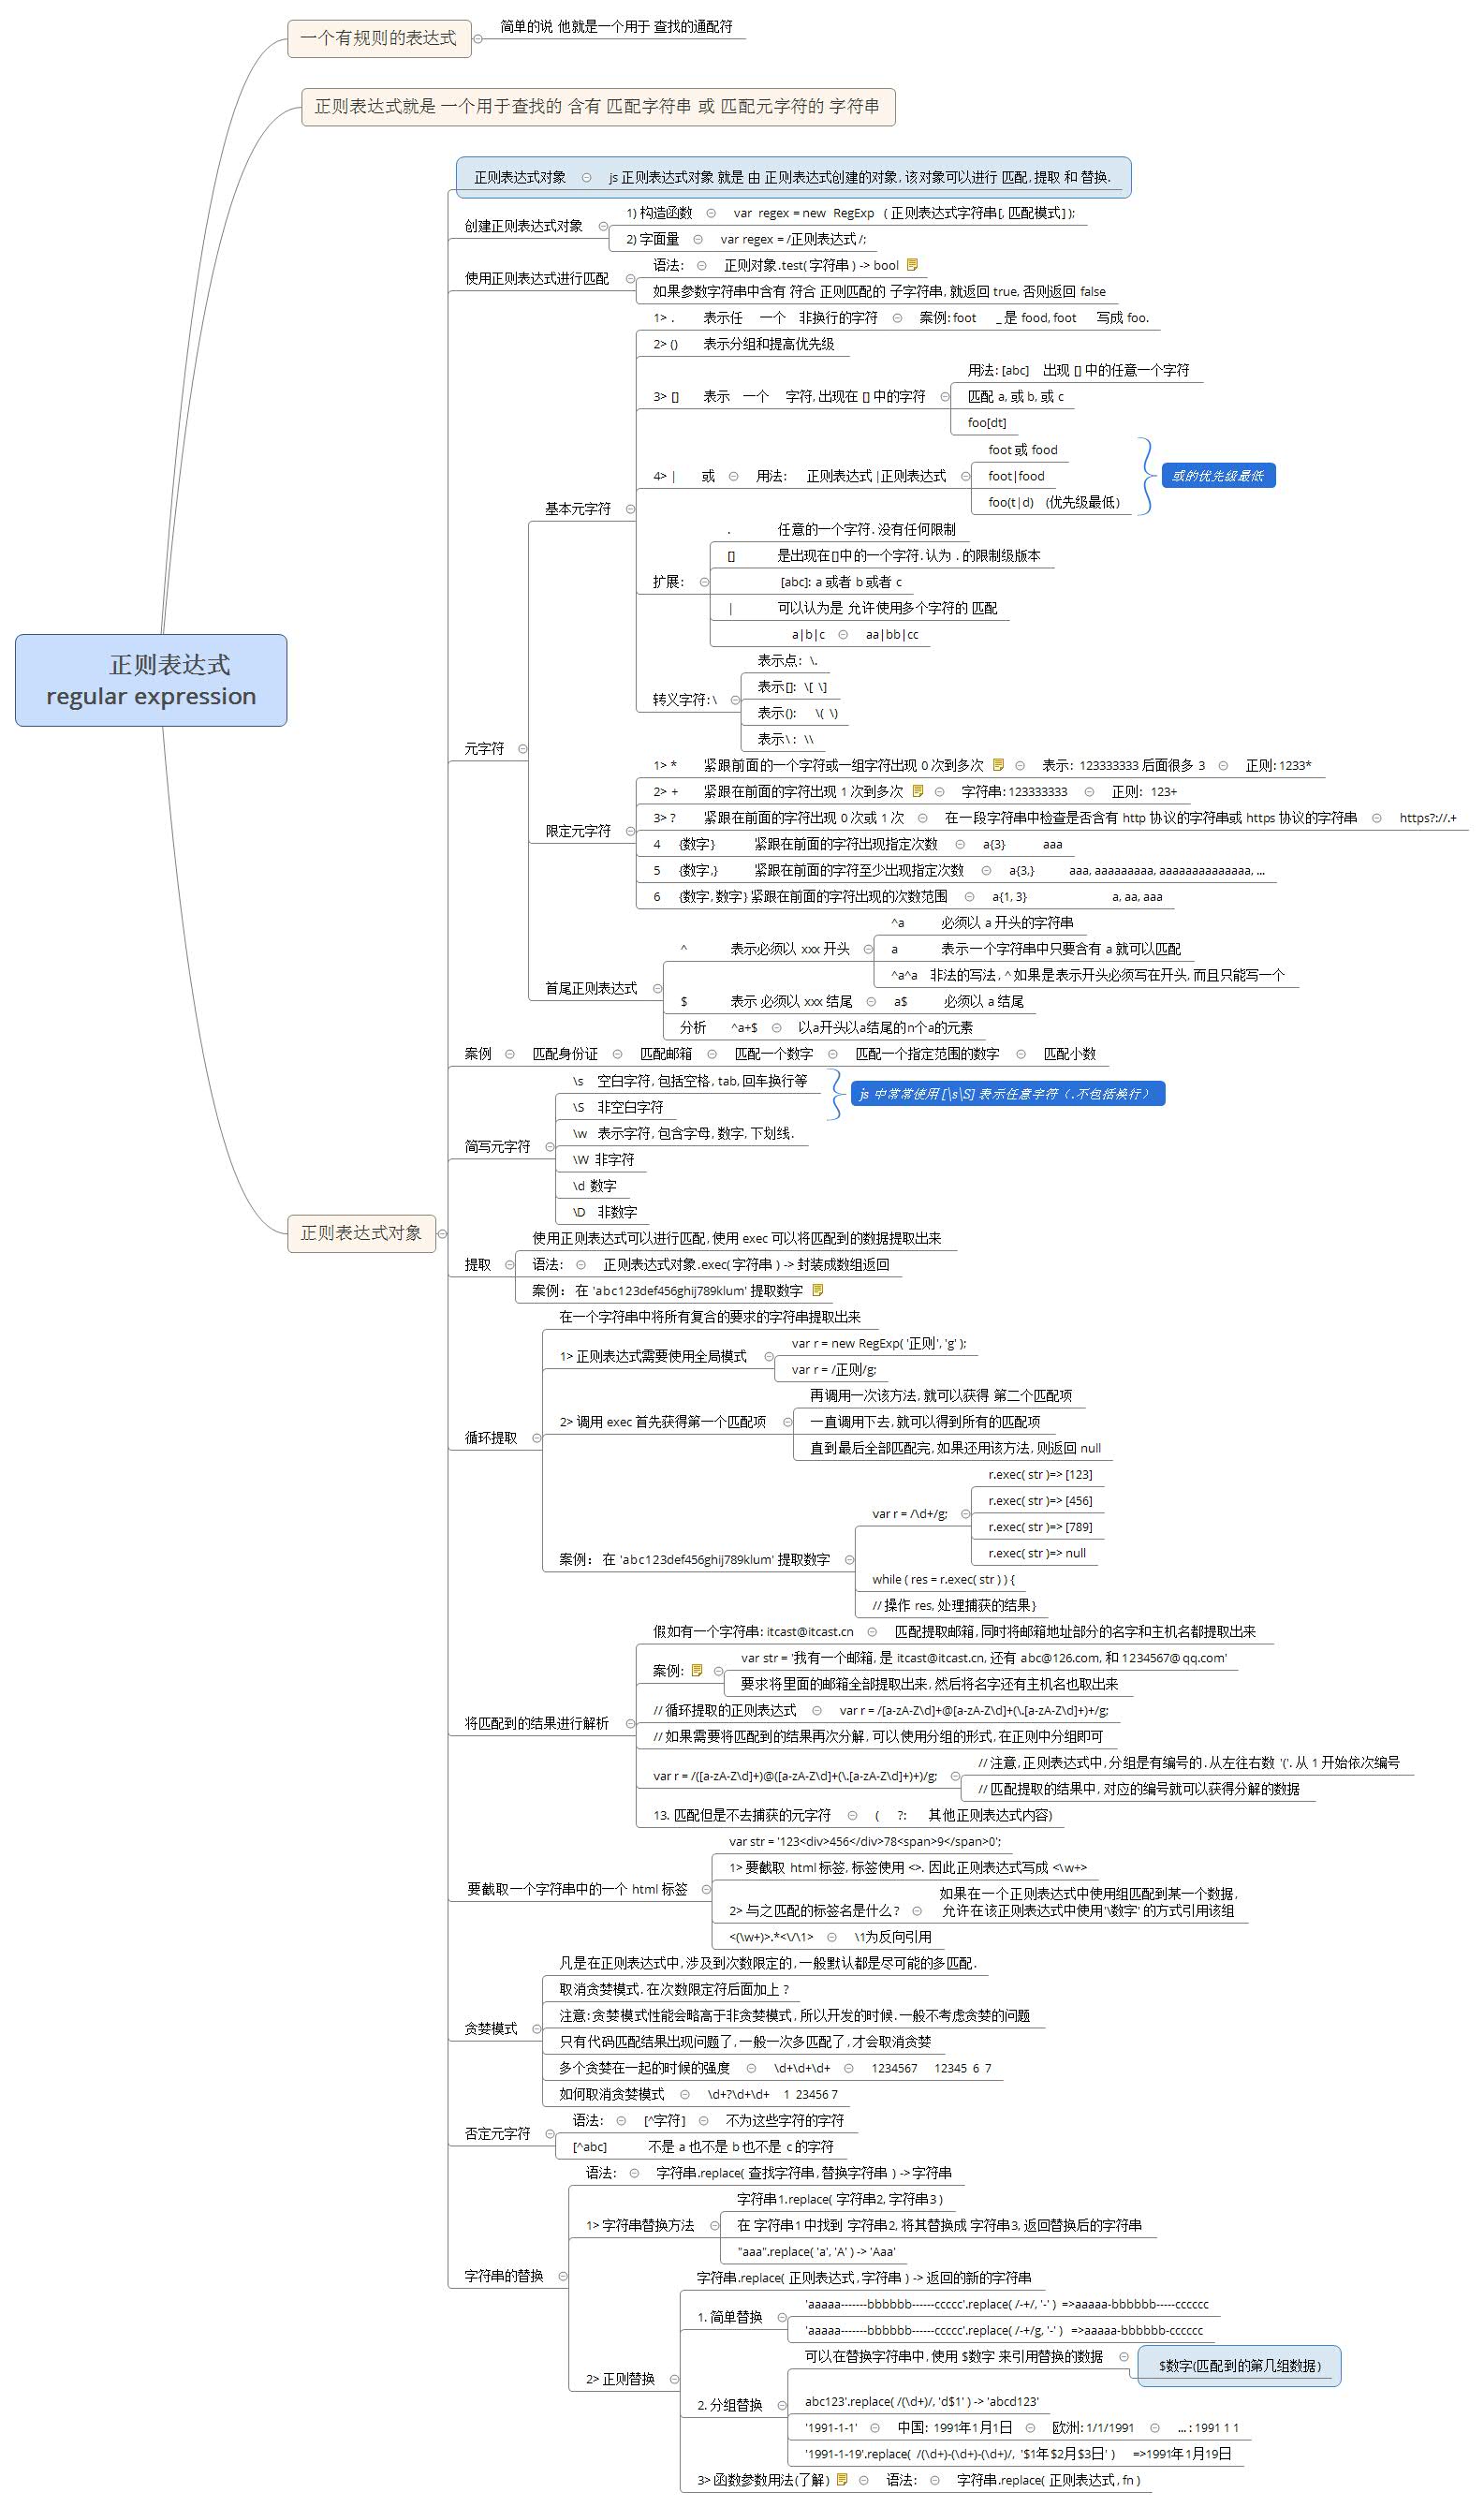 一个有规则的表达式
简单的说 他就是一个用于 查找的通配符
正则表达式就是 一个用于查找的 含有 匹配字符串 或 匹配元字符的 字符串
正则表达式
regular expression
正则表达式对象
正则表达式对象
js 正则表达式对象 就是 由 正则表达式创建的对象, 该对象可以进行 匹配, 提取 和 替换.
创建正则表达式对象
1) 构造函数
var regex = new RegExp ( 正则表达式字符串[, 匹配模式] );
2) 字面量
var regex = /正则表达式/;
使用正则表达式进行匹配
语法:
正则对象.test( 字符串 ) -> bool
如果参数字符串中含有 符合 正则匹配的 子字符串, 就返回 true, 否则返回 false
元字符
基本元字符
1> . 表示任 一个 非换行的字符
案例: foot _ 是 food, foot 写成 foo.
2> () 表示分组和提高优先级
3> [] 表示 一个 字符, 出现在 [] 中的字符
用法: [abc] 出现 [] 中的任意一个字符
匹配 a, 或 b, 或 c
foo[dt]
4> | 或
用法: 正则表达式 |正则表达式
foot 或 food
foot|food
foo(t|d) (优先级最低)
或的优先级最低
扩展:
. 任意的一个字符. 没有任何限制
[] 是出现在[]中的一个字符. 认为 . 的限制级版本
[abc]: a 或者 b 或者 c
| 可以认为是 允许使用多个字符的 匹配
a|b|c
aa|bb|cc
转义字符: \
表示点: \.
表示[]: \[ \]
表示(): \( \)
表示\ : \\
限定元字符
1> * 紧跟前面的一个字符或一组字符出现 0 次到多次
表示: 123333333 后面很多 3
正则: 1233*
2> + 紧跟在前面的字符出现 1 次到多次
字符串: 123333333
正则: 123+
3> ? 紧跟在前面的字符出现 0 次或 1 次
在一段字符串中检查是否含有 http 协议的字符串或 https 协议的字符串
https?://.+
4 {数字} 紧跟在前面的字符出现指定次数
a{3} aaa
5 {数字,} 紧跟在前面的字符至少出现指定次数
a{3,} aaa, aaaaaaaaa, aaaaaaaaaaaaaa, ...
6 {数字, 数字} 紧跟在前面的字符出现的次数范围
a{1, 3} a, aa, aaa
首尾正则表达式
^ 表示必须以 xxx 开头
^a 必须以 a 开头的字符串
a 表示一个字符串中只要含有 a 就可以匹配
^a^a 非法的写法, ^ 如果是表示开头必须写在开头, 而且只能写一个
$ 表示 必须以 xxx 结尾
a$ 必须以 a 结尾
分析 ^a+$
以a开头以a结尾的n个a的元素
案例
匹配身份证
匹配邮箱
匹配一个数字
匹配一个指定范围的数字
匹配小数
简写元字符
\s 空白字符, 包括空格, tab, 回车换行等
\S 非空白字符
js 中常常使用 [\s\S] 表示任意字符（.不包括换行）
\w 表示字符, 包含字母, 数字, 下划线.
\W 非字符
\d 数字
\D 非数字
提取
使用正则表达式可以进行匹配, 使用 exec 可以将匹配到的数据提取出来
语法:
正则表达式对象.exec( 字符串 ) -> 封装成数组返回
案例: 在 'abc123def456ghij789klum' 提取数字
循环提取
在一个字符串中将所有复合的要求的字符串提取出来
1> 正则表达式需要使用全局模式
var r = new RegExp( '正则', 'g' );
var r = /正则/g;
2> 调用 exec 首先获得第一个匹配项
再调用一次该方法, 就可以获得 第二个匹配项
一直调用下去, 就可以得到所有的匹配项
直到最后全部匹配完, 如果还用该方法, 则返回 null
案例: 在 'abc123def456ghij789klum' 提取数字
var r = /\d+/g;
r.exec( str )=> [123]
r.exec( str )=> [456]
r.exec( str )=> [789]
r.exec( str )=> null
while ( res = r.exec( str ) ) {
// 操作 res, 处理捕获的结果}
将匹配到的结果进行解析
假如有一个字符串: itcast@itcast.cn
匹配提取邮箱, 同时将邮箱地址部分的名字和主机名都提取出来
案例:
var str = '我有一个邮箱, 是 itcast@itcast.cn, 还有 abc@126.com, 和 1234567@qq.com'
要求将里面的邮箱全部提取出来, 然后将名字还有主机名也取出来
// 循环提取的正则表达式
var r = /[a-zA-Z\d]+@[a-zA-Z\d]+(\.[a-zA-Z\d]+)+/g;
// 如果需要将匹配到的结果再次分解, 可以使用分组的形式, 在正则中分组即可
var r = /([a-zA-Z\d]+)@([a-zA-Z\d]+(\.[a-zA-Z\d]+)+)/g;
// 注意, 正则表达式中, 分组是有编号的. 从左往右数 '('. 从 1 开始依次编号
// 匹配提取的结果中, 对应的编号就可以获得分解的数据
13. 匹配但是不去捕获的元字符
( ?: 其他正则表达式内容)
要截取一个字符串中的一个 html 标签
var str = '123<div>456</div>78<span>9</span>0';
1> 要截取 html 标签, 标签使用 <>. 因此正则表达式写成 <\w+>
2> 与之匹配的标签名是什么?
如果在一个正则表达式中使用组匹配到某一个数据,
允许在该正则表达式中使用'\数字' 的方式引用该组
<(\w+)>.*<\/\1>
\1为反向引用
贪婪模式
凡是在正则表达式中, 涉及到次数限定的, 一般默认都是尽可能的多匹配.
取消贪婪模式. 在次数限定符后面加上 ?
注意: 贪婪模式性能会略高于非贪婪模式, 所以开发的时候. 一般不考虑贪婪的问题
只有代码匹配结果出现问题了, 一般一次多匹配了, 才会取消贪婪
多个贪婪在一起的时候的强度
\d+\d+\d+
1234567 12345 6 7
如何取消贪婪模式
\d+?\d+\d+ 1 23456 7
否定元字符
语法:
[^字符]
不为这些字符的字符
[^abc] 不是 a 也不是 b 也不是 c 的字符
字符串的替换
语法:
字符串.replace( 查找字符串, 替换字符串 ) -> 字符串
1> 字符串替换方法
字符串1.replace( 字符串2, 字符串3 )
在 字符串1 中找到 字符串2, 将其替换成 字符串3, 返回替换后的字符串
"aaa".replace( 'a', 'A' ) -> 'Aaa'
2> 正则替换
字符串.replace( 正则表达式, 字符串 ) -> 返回的新的字符串
1. 简单替换
'aaaaa-------bbbbbb------ccccc'.replace( /-+/, '-' ) =>aaaaa-bbbbbb-----cccccc
'aaaaa-------bbbbbb------ccccc'.replace( /-+/g, '-' ) =>aaaaa-bbbbbb-cccccc
2. 分组替换
可以在替换字符串中, 使用 $数字 来引用替换的数据
$数字(匹配到的第几组数据)
abc123'.replace( /(\d+)/, 'd$1' ) -> 'abcd123'
'1991-1-1'
中国: 1991年1月1日
欧洲: 1/1/1991
... : 1991 1 1
'1991-1-19'.replace( /(\d+)-(\d+)-(\d+)/, '$1年$2月$3日' ) =>1991年1月19日
3> 函数参数用法(了解)
语法:
字符串.replace( 正则表达式, fn )